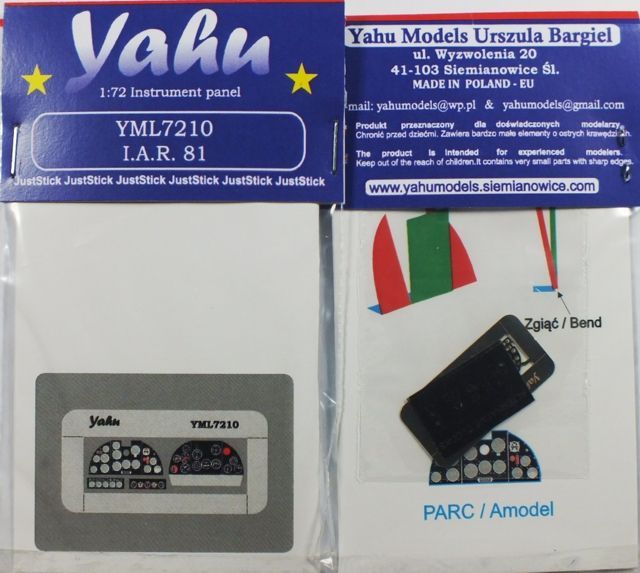 Yahu
1:72 Instrument panel
YML7210
I.A.R. 81
JustStick JustStick JustStick JustStick JustStick JustStick
Yahu YML7210
Yahu Models Urszula Bargiel
ul. Wyzwolenia 20
41-103 Siemianowice Śl.
MADE IN POLAND - EU
mail: yahumodels@wp.pl & yahumodels@gmail.com
Produkt przeznaczony dla doświadczonych modelarzy.
Chronić przed dziećmi. Zawiera bardzo małe elementy o ostrych krawędziach
The product is intended for experienced modelers.
Keep out of the reach of children.It contains very small parts with sharp edges.
www.yahumodels.siemianowice.com
Zgiąć / Bend
PARC / Amodel